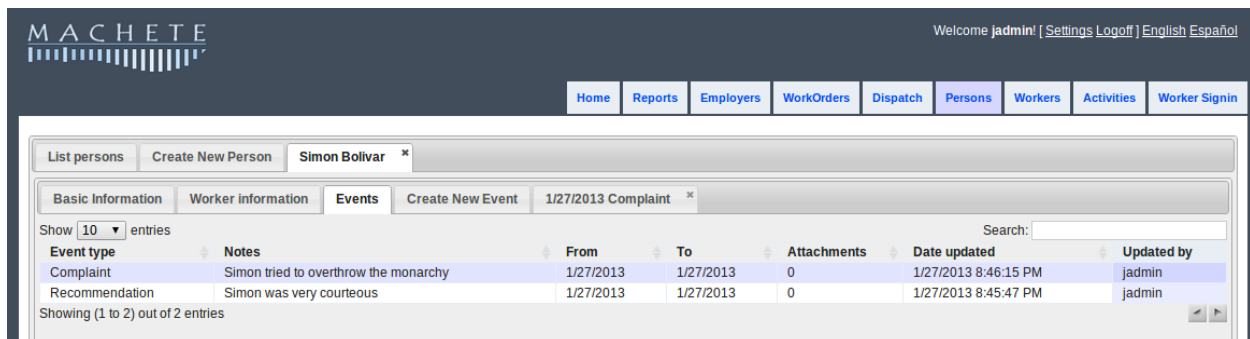 MACHETE
Welcome jadmin! [ Settings Logoff ] English Español
Home Reports Employers WorkOrders Dispatch Persons Workers Activities Worker Signin
List persons Create New Person Simon Bolivar
Basic Information Worker information Events Create New Event 1/27/2013 Complaint
Show 10 entries Search:
Event type Notes From To Attachments Date updated Updated by
Complaint Simon tried to overthrow the monarchy 1/27/2013 1/27/2013 0 1/27/2013 8:46:15 PM jadmin
Recommendation Simon was very courteous 1/27/2013 1/27/2013 0 1/27/2013 8:45:47 PM jadmin
Showing (1 to 2) out of 2 entries